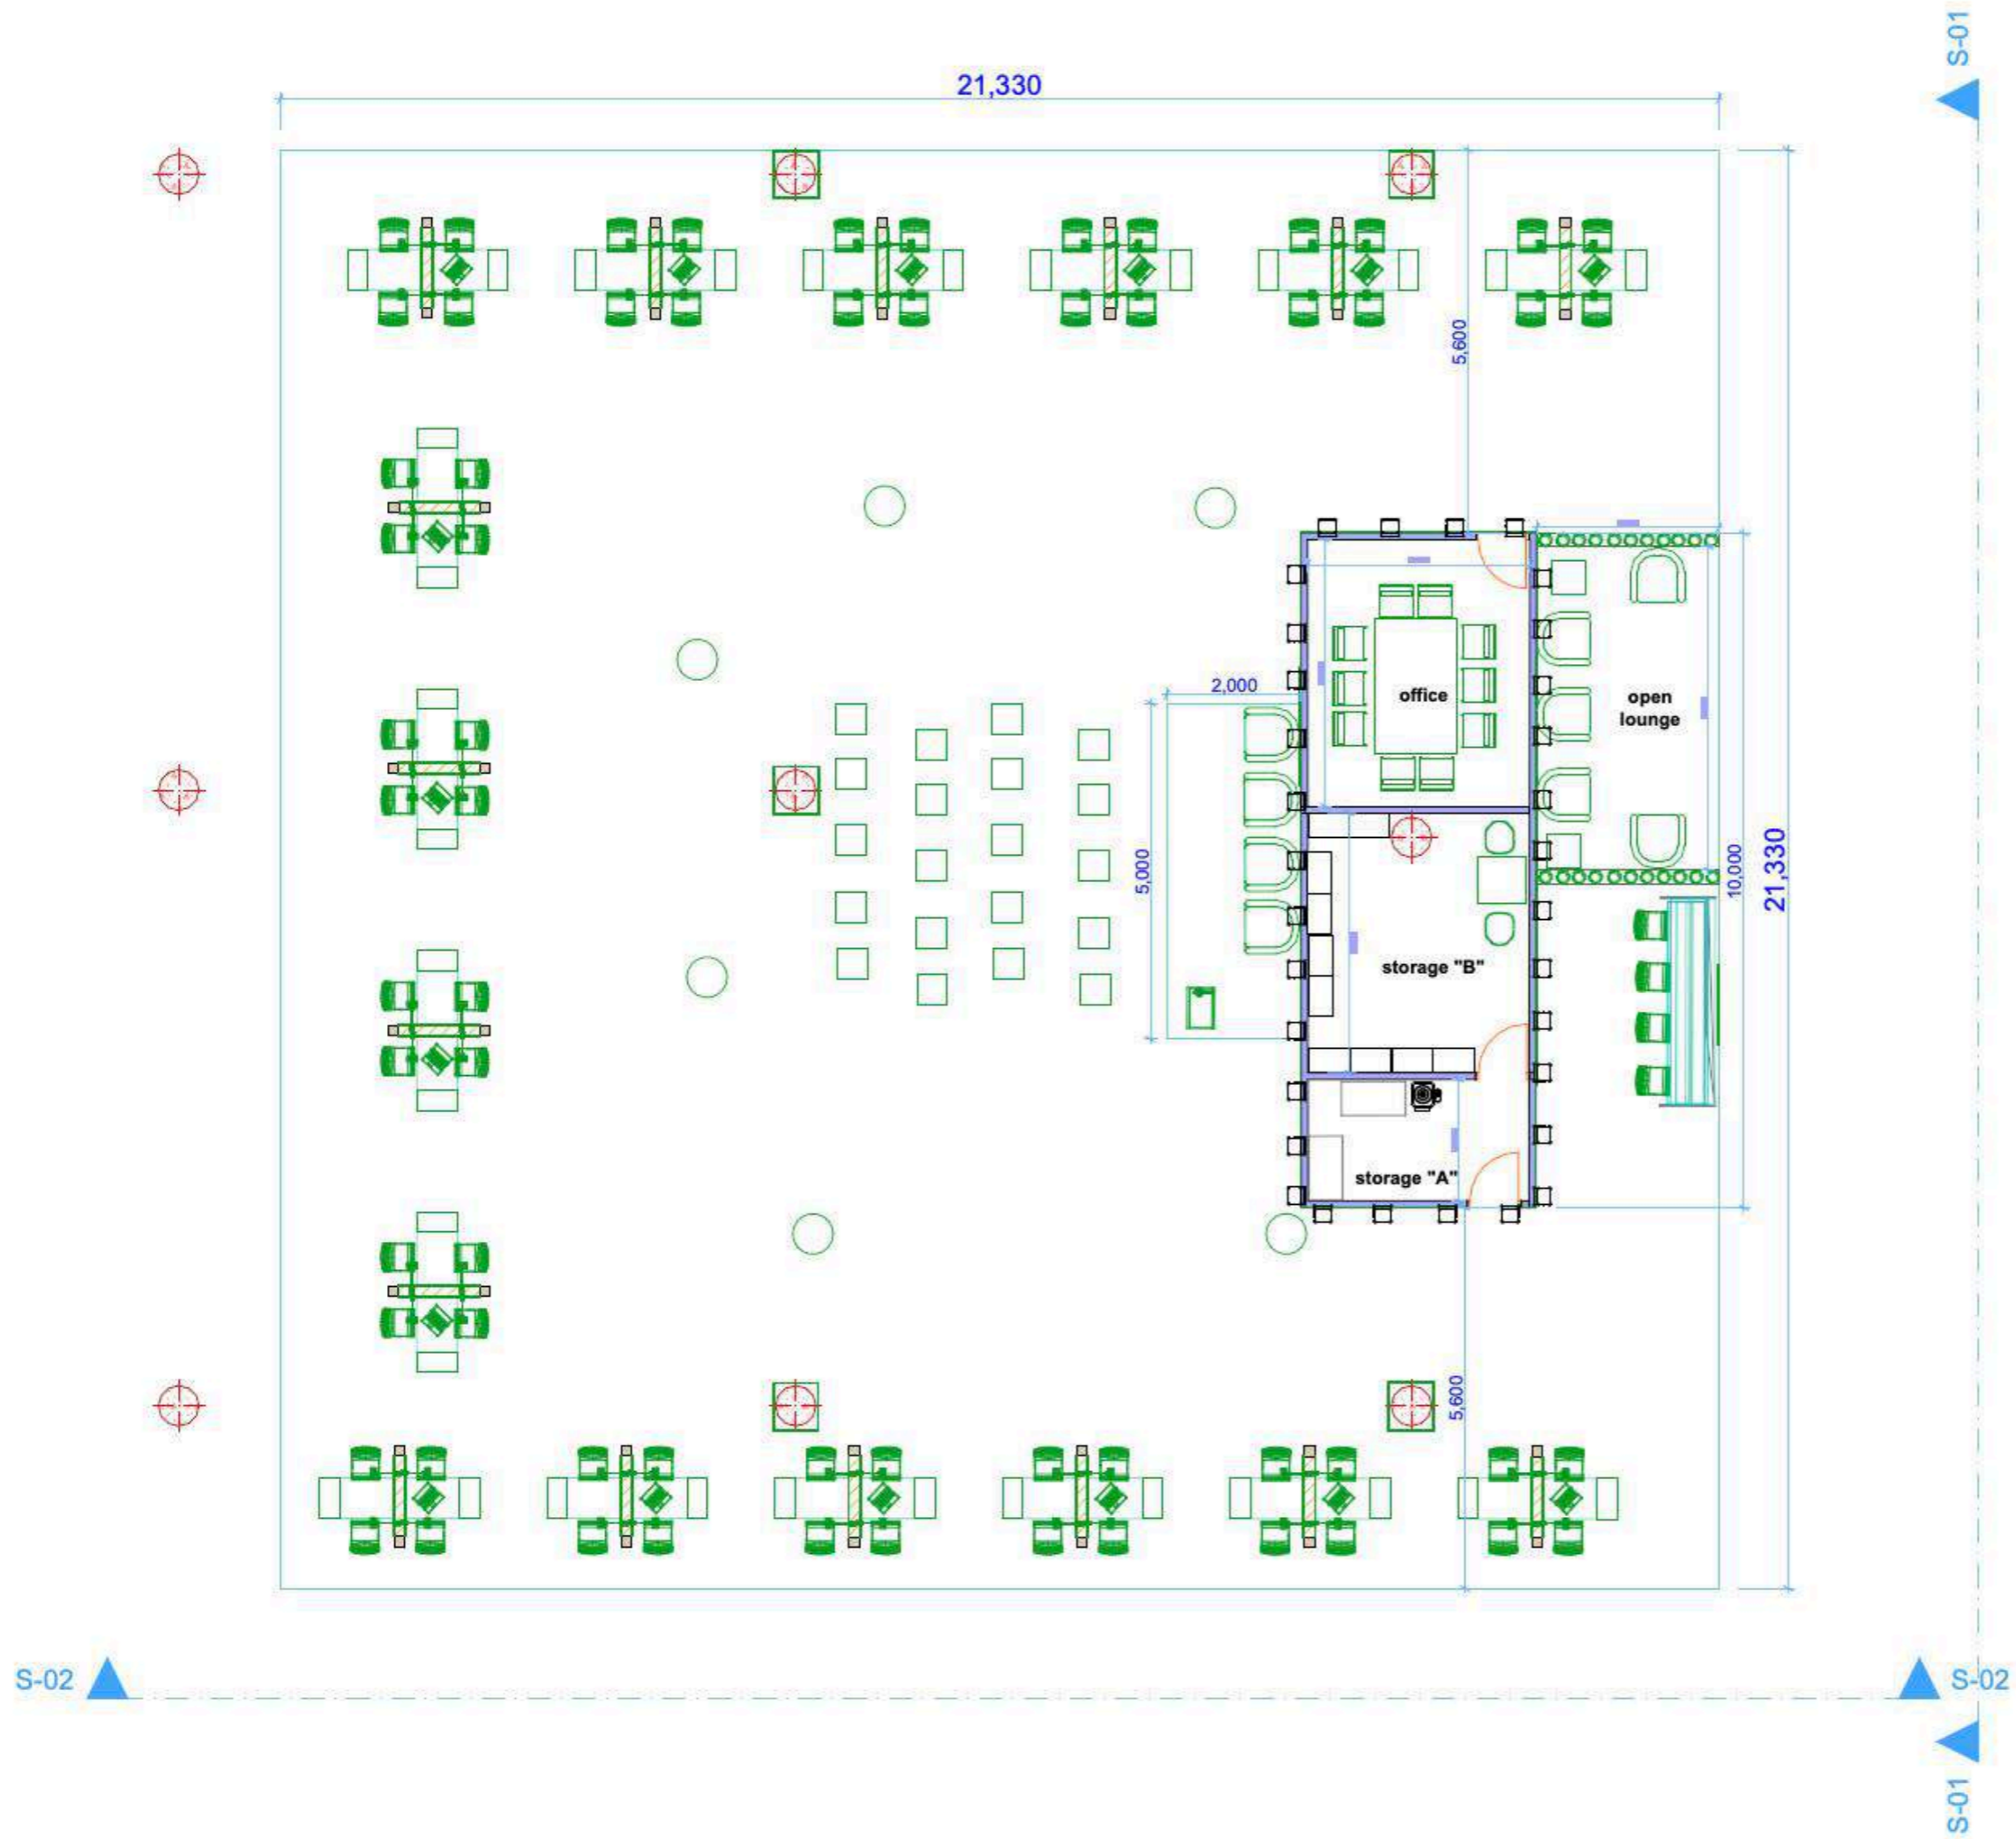 S-01
21,330
5,600
2,000
office
open
lounge
5,000
10,000
21,330
storage "B"
storage "A"
5,600
S-02
S-02
S-01